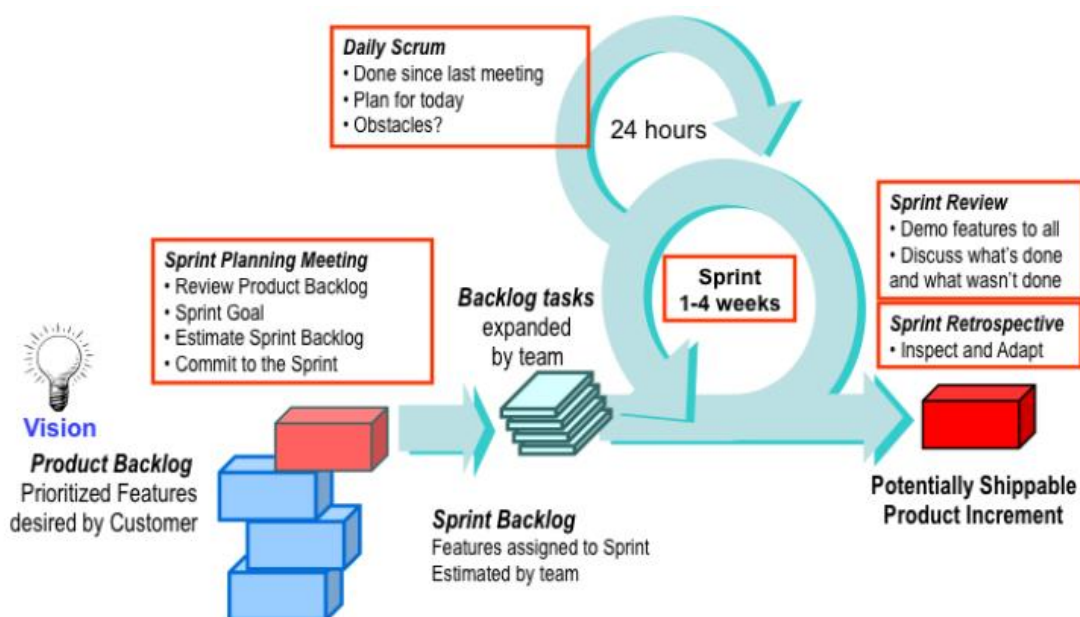 Daily Scrum
• Done since last meeting
• Plan for today
• Obstacles?
24 hours
Sprint Review
• Demo features to all
• Discuss what's done
and what wasn't done
Sprint Retrospective
• Inspect and Adapt
Sprint
1-4 weeks
Sprint Planning Meeting
• Review Product Backlog
• Sprint Goal
• Estimate Sprint Backlog
• Commit to the Sprint
Backlog tasks
expanded
by team
Vision
Product Backlog
Prioritized Features
desired by Customer
Sprint Backlog
Features assigned to Sprint
Estimated by team
Potentially Shippable
Product Increment